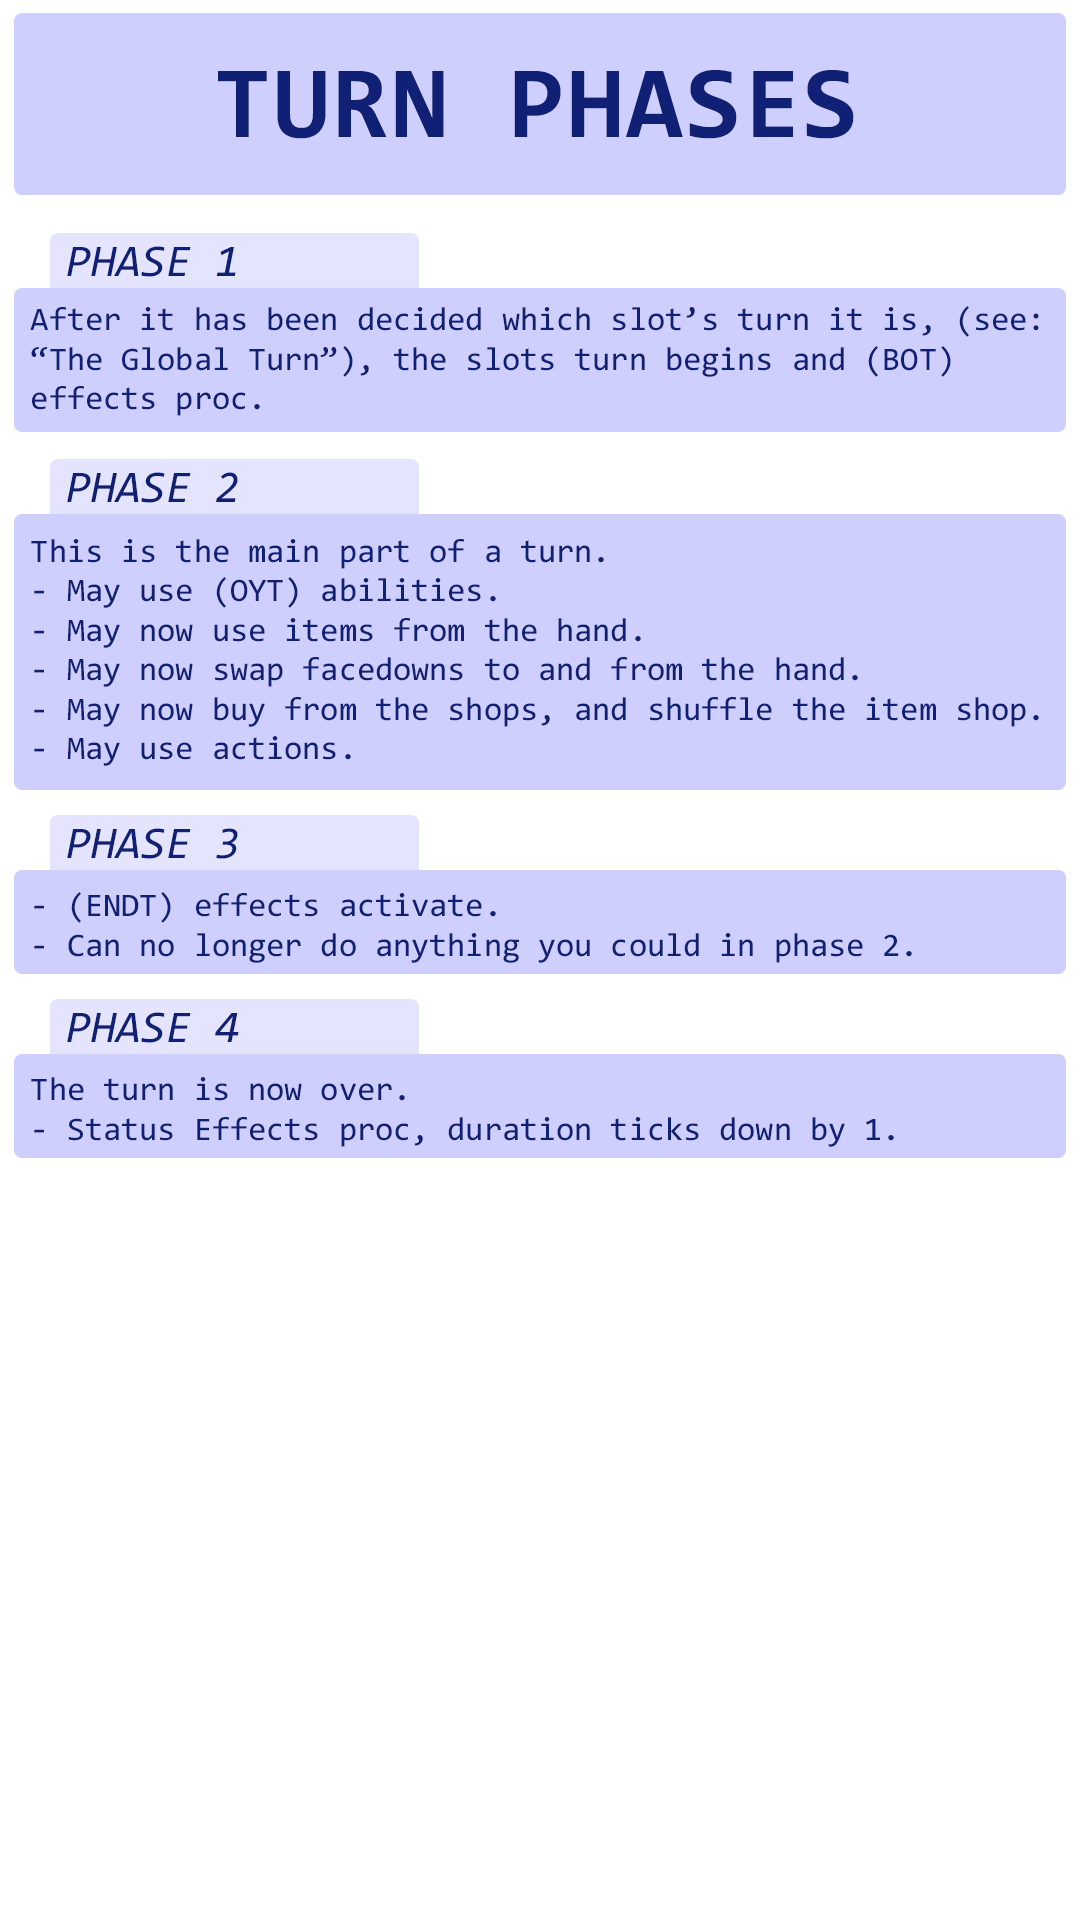 TURN PHASES
PHASE 1
After it has been decided which slot’s turn it is, (see:
“The Global Turn”), the slots turn begins and (BOT)
effects proc.
PHASE 2
This is the main part of a turn.
- May use (OYT) abilities.
- May now use items from the hand.
- May now swap facedowns to and from the hand.
- May now buy from the shops, and shuffle the item shop.
- May use actions.
PHASE 3
- (ENDT) effects activate.
- Can no longer do anything you could in phase 2.
PHASE 4
The turn is now over.
- Status Effects proc, duration ticks down by 1.